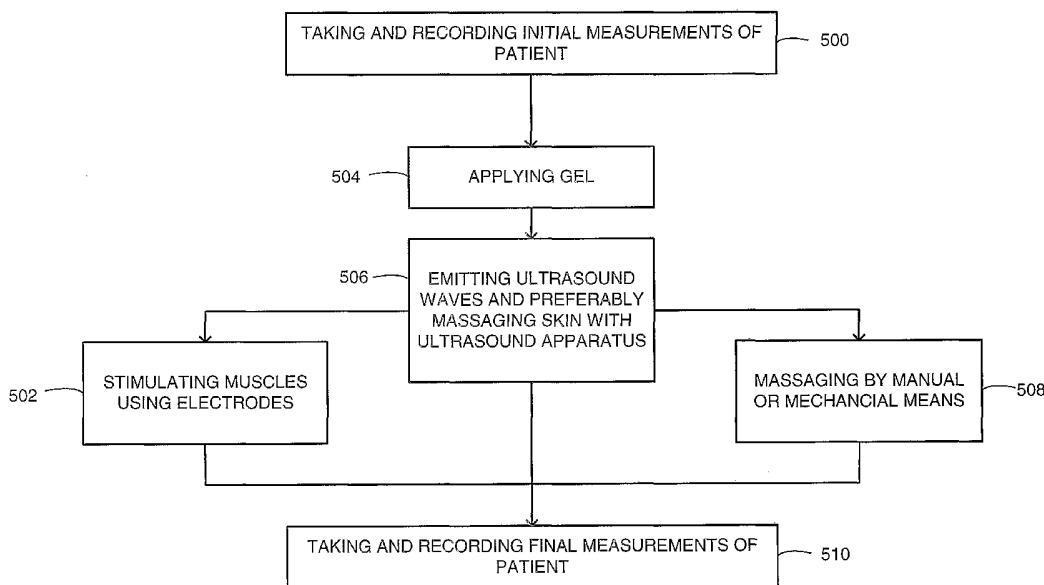 TAKING AND RECORDING INITIAL MEASUREMENTS OF
PATIENT
500
504
APPLYING GEL
506
EMITTING ULTRASOUND
WAVES AND PREFERABLY
MASSAGING SKIN WITH
ULTRASOUND APPARATUS
502
STIMULATING MUSCLES
USING ELECTRODES
MASSAGING BY MANUAL
OR MECHANCIAL MEANS
508
TAKING AND RECORDING FINAL MEASUREMENTS OF
PATIENT
510